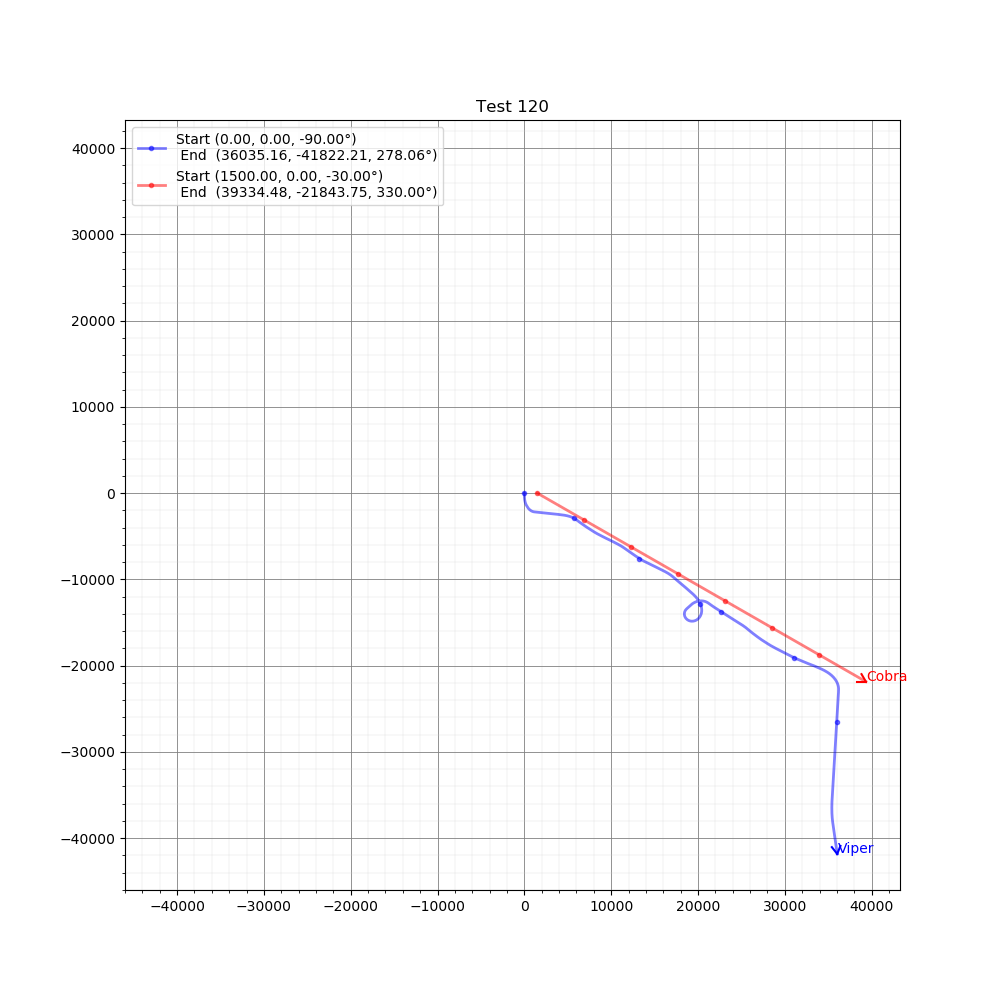 Test 120
Start (0.00, 0.00, -90.00°)
End (36035.16, -41822.21, 278.06°)
Start (1500.00, 0.00, -30.00°)
End (39334.48, -21843.75, 330.00°)
40000
30000
20000
10000
0
−10000
−20000
−30000
−40000
Cobra
Viper
−40000 −30000 −20000 −10000 0 10000 20000 30000 40000